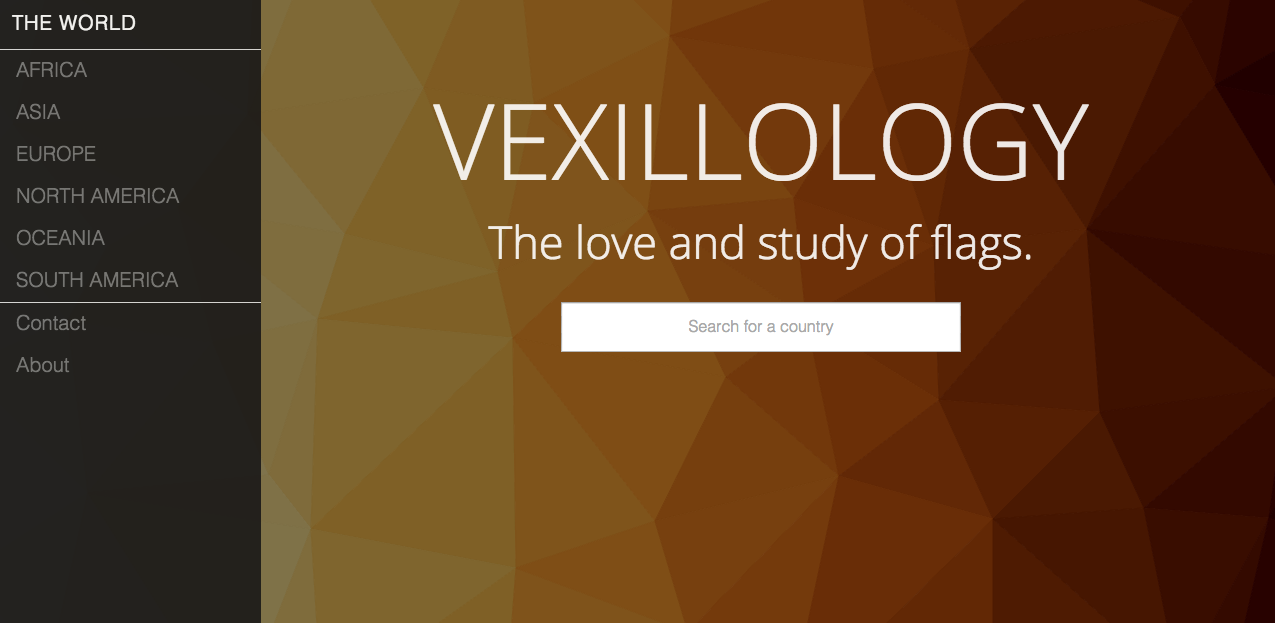 THE WORLD
AFRICA
ASIA
EUROPE
NORTH AMERICA
OCEANIA
SOUTH AMERICA
Contact
About
VEXILLOLOGY
The love and study of flags.
Search for a country